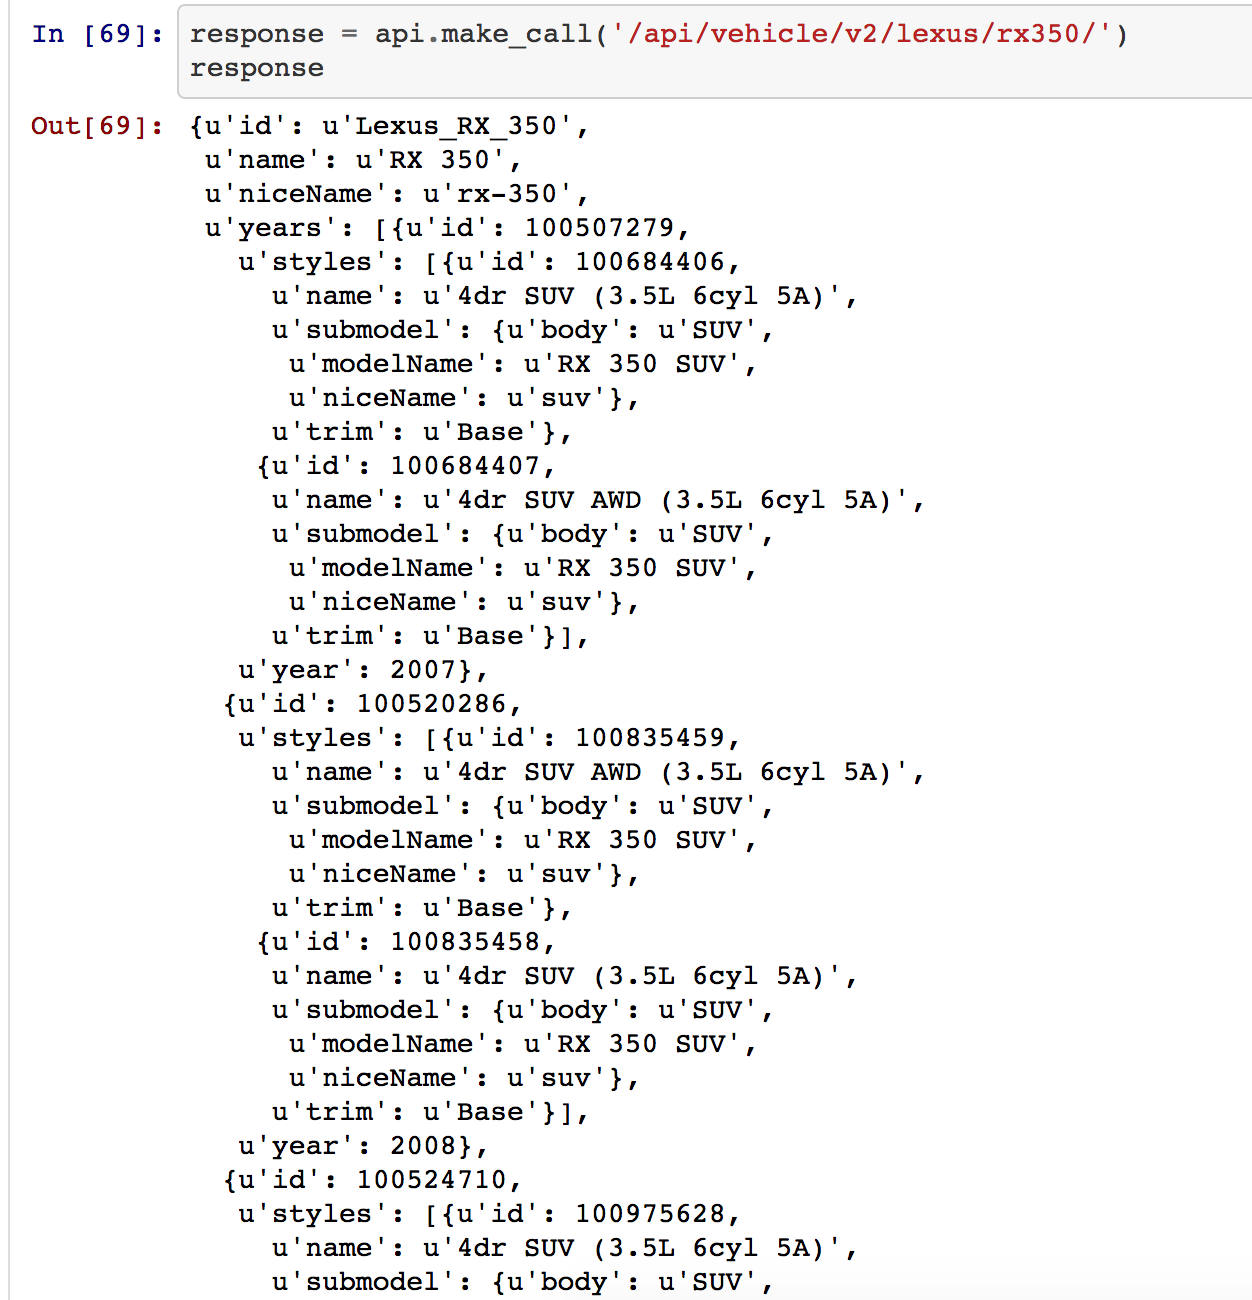 In [69]: response = api.make_call('/api/vehicle/v2/lexus/rx350/')
response
Out[69]: {u'id': u'Lexus_RX_350',
u'name': u'RX 350',
u'niceName': u'rx-350',
u'years': [{u'id': 100507279,
u'styles': [{u'id': 100684406,
u'name': u'4dr SUV (3.5L 6cyl 5A)',
u'submodel': {u'body': u'SUV',
u'modelName': u'RX 350 SUV',
u'niceName': u'suv'},
u'trim': u'Base'},
{u'id': 100684407,
u'name': u'4dr SUV AWD (3.5L 6cyl 5A)',
u'submodel': {u'body': u'SUV',
u'modelName': u'RX 350 SUV',
u'niceName': u'suv'},
u'trim': u'Base'}],
u'year': 2007},
{u'id': 100520286,
u'styles': [{u'id': 100835459,
u'name': u'4dr SUV AWD (3.5L 6cyl 5A)',
u'submodel': {u'body': u'SUV',
u'modelName': u'RX 350 SUV',
u'niceName': u'suv'},
u'trim': u'Base'},
{u'id': 100835458,
u'name': u'4dr SUV (3.5L 6cyl 5A)',
u'submodel': {u'body': u'SUV',
u'modelName': u'RX 350 SUV',
u'niceName': u'suv'},
u'trim': u'Base'}],
u'year': 2008},
{u'id': 100524710,
u'styles': [{u'id': 100975628,
u'name': u'4dr SUV (3.5L 6cyl 5A)',
u'submodel': {u'body': u'SUV',